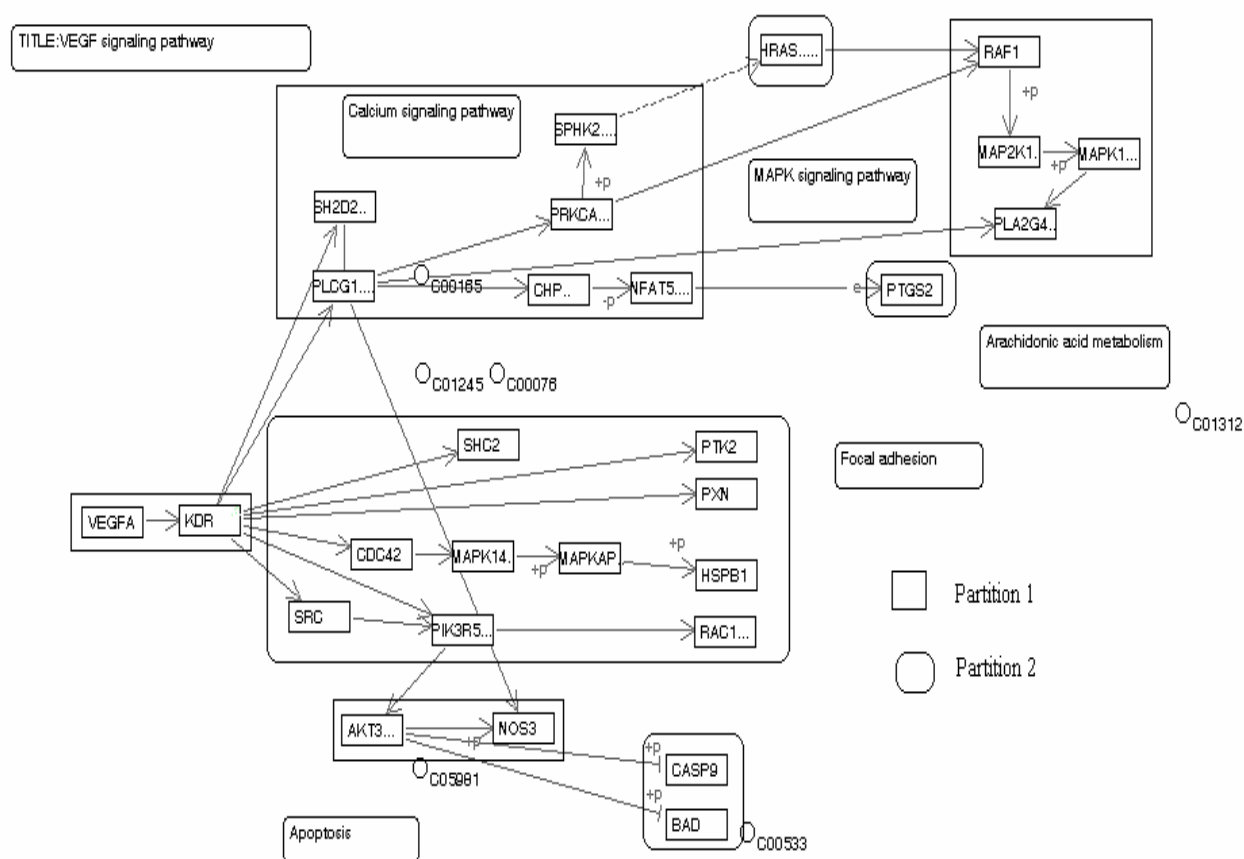 TITLE:VEGF signaling pathway
HRAS.....
RAF1
+p
Calcium signaling pathway
SPHK2....
MAP2K1.
+p
MAPK1...
+p
MAPK signaling pathway
SH2D2..
PRKCA...
PLA2G4..
PLCG1....
C00165
CHP..
-p
NFAT5....
e
PTGS2
Arachidonic acid metabolism
C01245
C00076
C01312
SHC2
PTK2
Focal adhesion
PXN
VEGFA
KDR
CDC42
MAPK14.
+p
MAPKAP.
+p
HSPB1
Partition 1
SRC
PIK3R5...
RAC1...
Partition 2
AKT3...
+p
NOS3
+p
CASP9
C05981
+p
BAD
Apoptosis
C00533